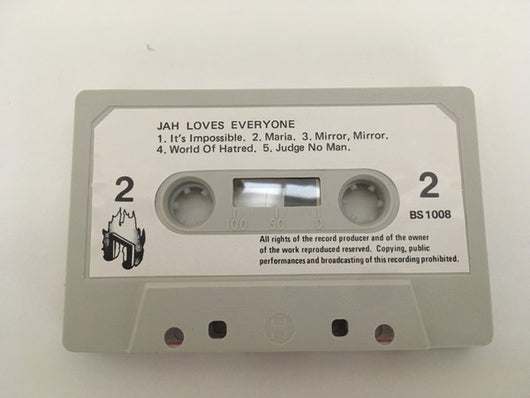 JAH LOVES EVERYONE
1. It's Impossible. 2. Maria. 3. Mirror, Mirror.
4. World Of Hatred. 5. Judge No Man.
2
2
BS 1008
100 50 0
All rights of the record producer and of the owner
of the work reproduced reserved. Copying, public
performances and broadcasting of this recording prohibited.